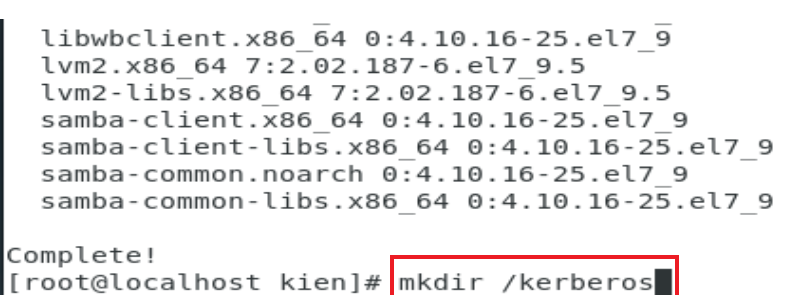 libwbclient.x86_64 0:4.10.16-25.el7_9
lvm2.x86_64 7:2.02.187-6.el7_9.5
lvm2-libs.x86_64 7:2.02.187-6.el7_9.5
samba-client.x86_64 0:4.10.16-25.el7_9
samba-client-libs.x86_64 0:4.10.16-25.el7_9
samba-common.noarch 0:4.10.16-25.el7_9
samba-common-libs.x86_64 0:4.10.16-25.el7_9
Complete!
[root@localhost kien]# mkdir /kerberos